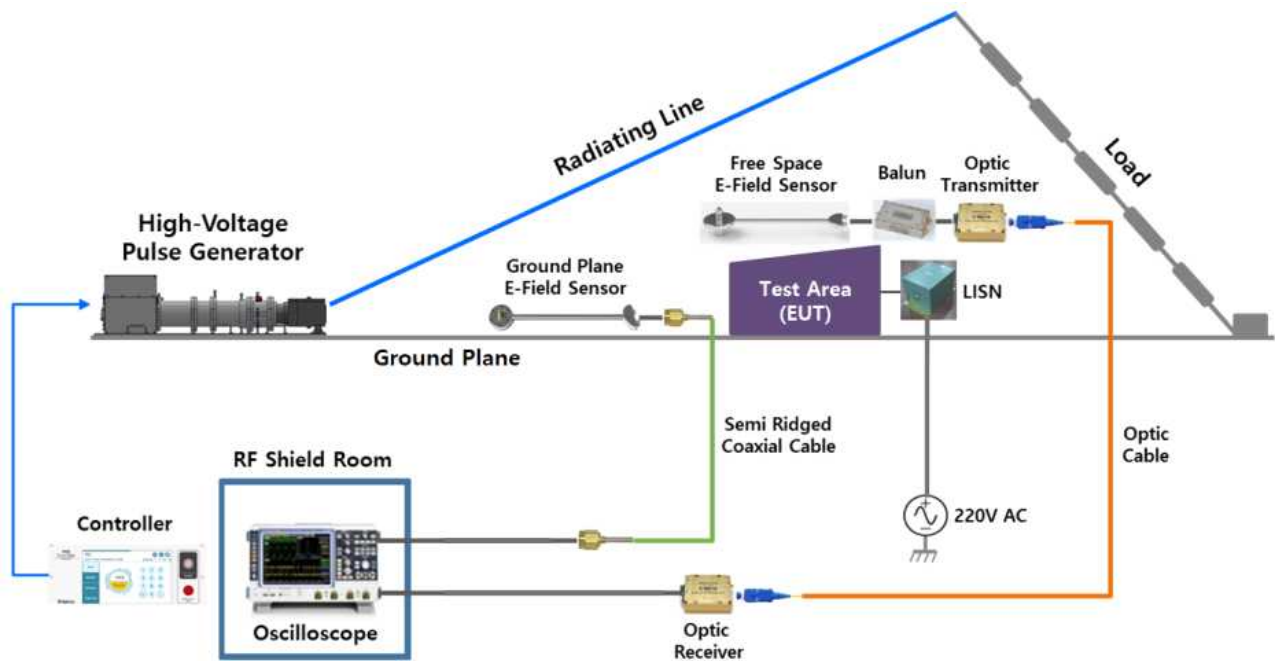 Radiating Line
Load
Free Space
E-Field Sensor
Balun
Optic
Transmitter
High-Voltage
Pulse Generator
Ground Plane
E-Field Sensor
Test Area
(EUT)
LISN
Ground Plane
Semi Ridged
Coaxial Cable
Optic
Cable
RF Shield Room
Controller
220V AC
Oscilloscope
Optic
Receiver